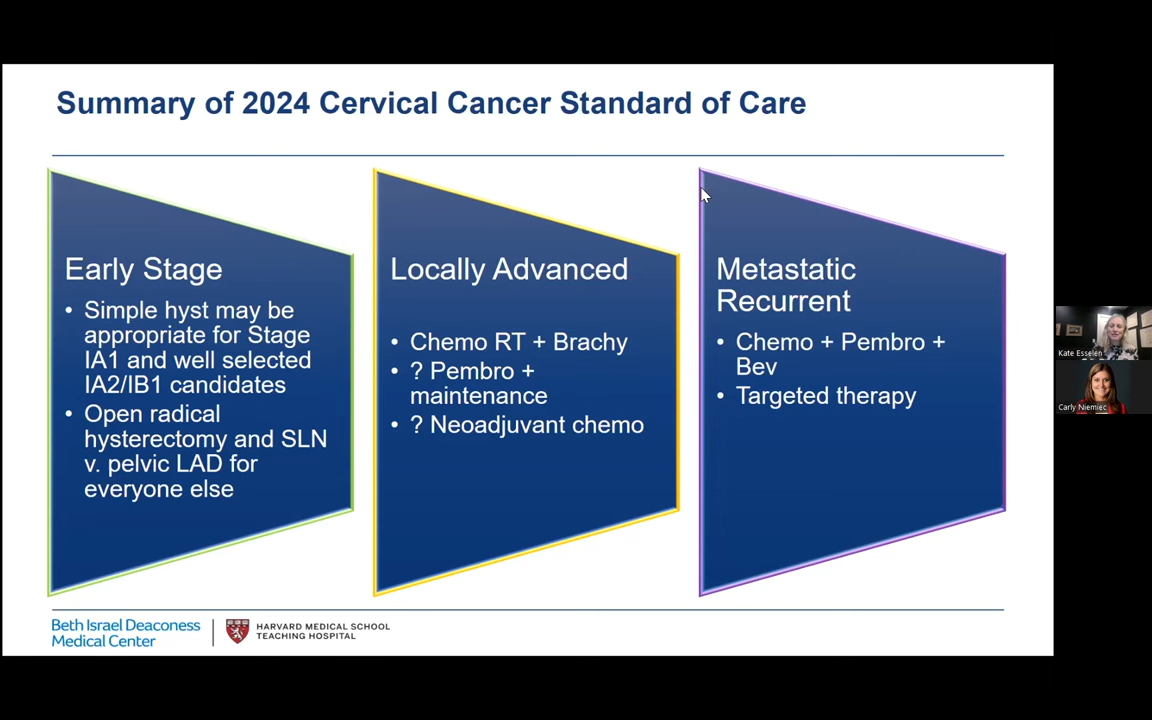 Summary of 2024 Cervical Cancer Standard of Care
Early Stage
• Simple hyst may be
appropriate for Stage
IA1 and well selected
IA2/IB1 candidates
• Open radical
hysterectomy and SLN
v. pelvic LAD for
everyone else
Locally Advanced
• Chemo RT + Brachy
• ? Pembro +
maintenance
• ? Neoadjuvant chemo
Metastatic
Recurrent
• Chemo + Pembro +
Bev
• Targeted therapy
Beth Israel Deaconess
Medical Center
HARVARD MEDICAL SCHOOL
TEACHING HOSPITAL
Kate Esselen
Carly Niemiec